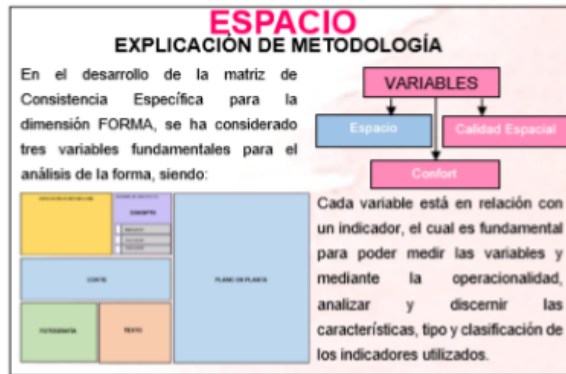 ESPACIO
EXPLICACIÓN DE METODOLOGÍA
En el desarrollo de la matriz de
Consistencia Específica para la
dimensión FORMA, se ha considerado
tres variables fundamentales para el
análisis de la forma, siendo:
VARIABLES
Espacio
Calidad Espacial
Confort
CONCEPTO
CORTE
PLANO EN PLANTA
FOTOGRAFÍA
TEXTO
Cada variable está en relación con
un indicador, el cual es fundamental
para poder medir las variables y
mediante la operacionalidad,
analizar y discernir las
características, tipo y clasificación de
los indicadores utilizados.